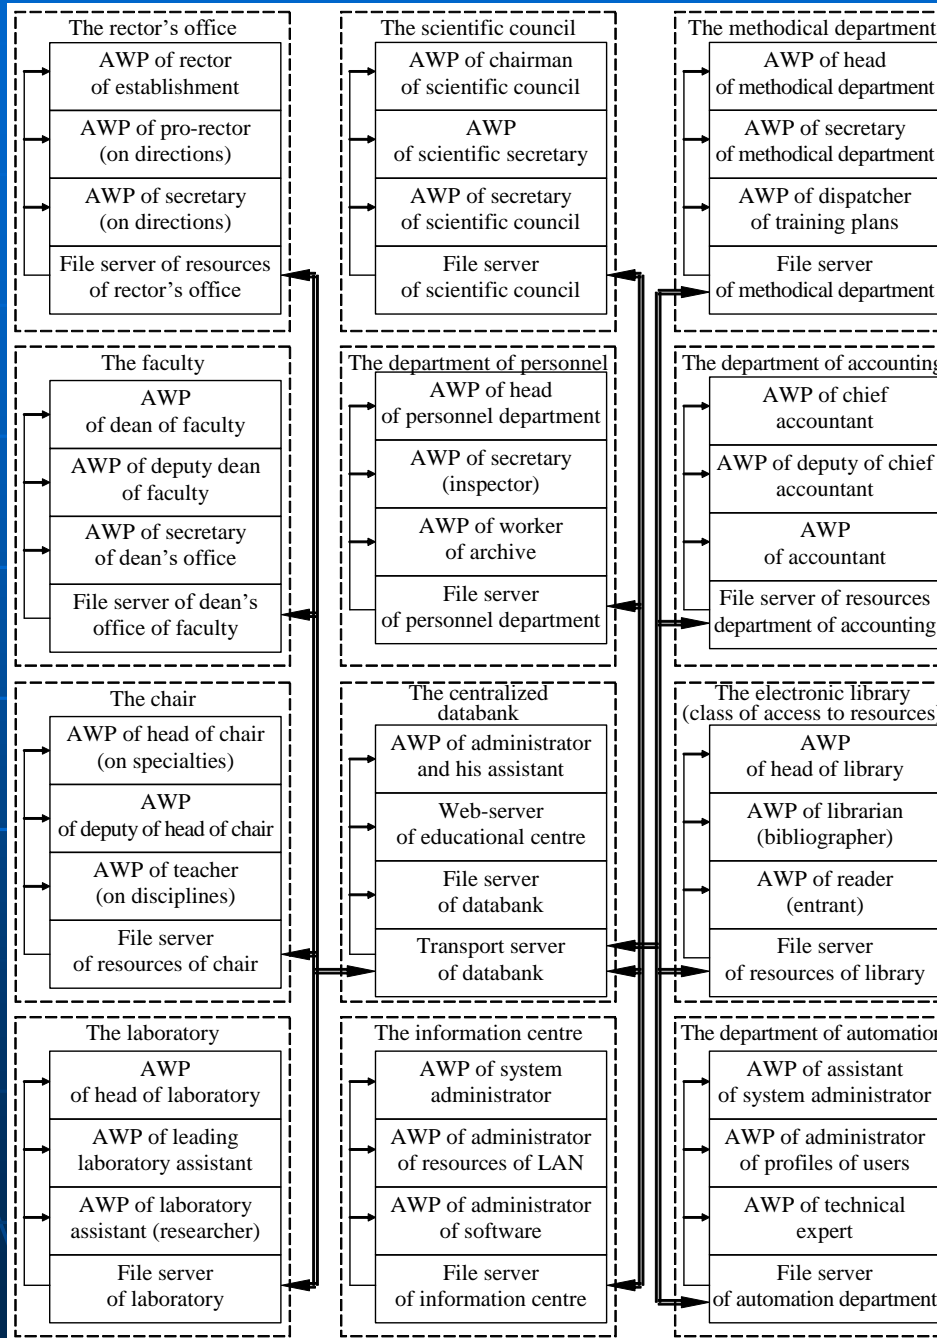 The rector’s office
AWP of rector
of establishment
AWP of pro-rector
(on directions)
AWP of secretary
(on directions)
File server of resources
of rector’s office
The scientific council
AWP of chairman
of scientific council
AWP
of scientific secretary
AWP of secretary
of scientific council
File server
of scientific council
The methodical department
AWP of head
of methodical department
AWP of secretary
of methodical department
AWP of dispatcher
of training plans
File server
of methodical department
The faculty
AWP
of dean of faculty
AWP of deputy dean
of faculty
AWP of secretary
of dean’s office
File server of dean’s
office of faculty
The department of personnel
AWP of head
of personnel department
AWP of secretary
(inspector)
AWP of worker
of archive
File server
of personnel department
The department of accounting
AWP of chief
accountant
AWP of deputy of chief
accountant
AWP
of accountant
File server of resources
department of accounting
The chair
AWP of head of chair
(on specialties)
AWP
of deputy of head of chair
AWP of teacher
(on disciplines)
File server
of resources of chair
The centralized
databank
AWP of administrator
and his assistant
Web-server
of educational centre
File server
of databank
Transport server
of databank
The electronic library
(class of access to resources)
AWP
of head of library
AWP of librarian
(bibliographer)
AWP of reader
(entrant)
File server
of resources of library
The laboratory
AWP
of head of laboratory
AWP of leading
laboratory assistant
AWP of laboratory
assistant (researcher)
File server
of laboratory
The information centre
AWP of system
administrator
AWP of administrator
of resources of LAN
AWP of administrator
of software
File server
of information centre
The department of automation
AWP of assistant
of system administrator
AWP of administrator
of profiles of users
AWP of technical
expert
File server
of automation department